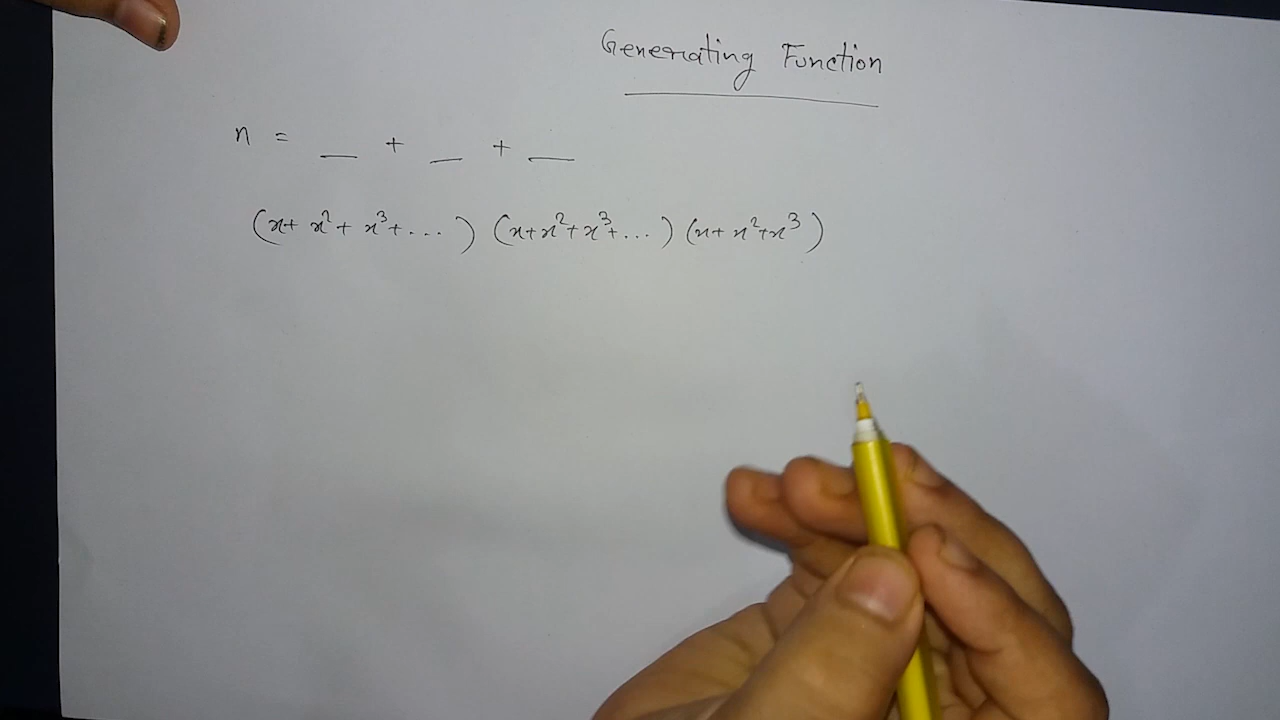 Generating Function
n = __ + __ + __
(x + x² + x³ + ....) (x + x² + x³ + ...) (x + x² + x³)